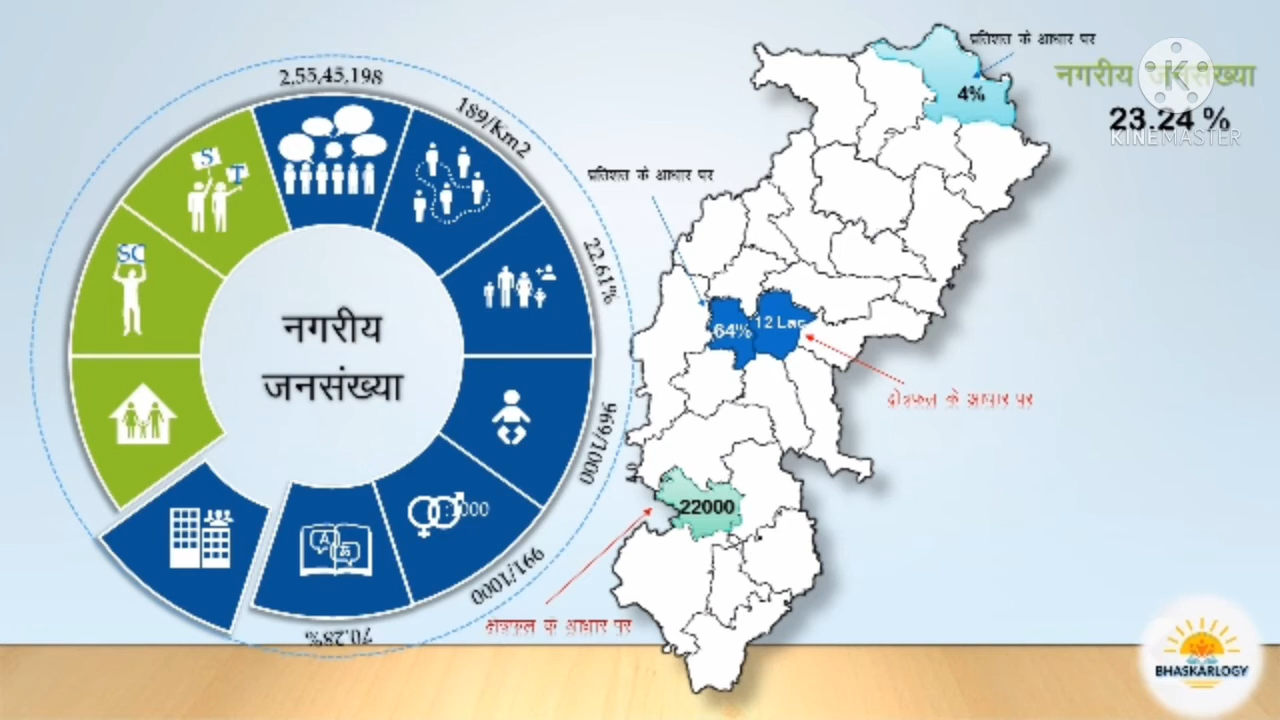 2,55,45,198
189/Km2
22.61%
969/1000
991/1000
70.28%
S
T
SC
नगरीय
जनसंख्या
A
प्रतिशत के आधार पर
4%
नगरीय जनसंख्या
23.24 %
KINEMASTER
K
प्रतिशत के आधार पर
64%
12 Lac
क्षेत्रफल के आधार पर
22000
क्षेत्रफल के आधार पर
BHASKARLOGY